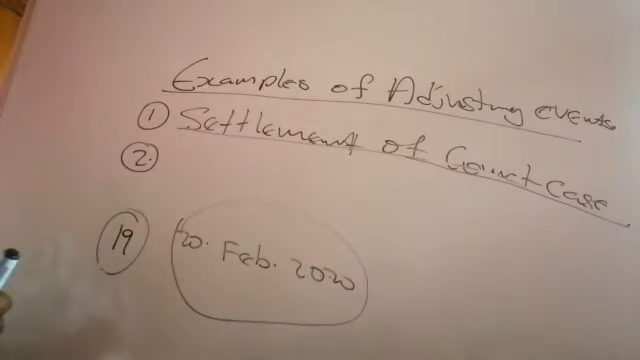 Examples of Adjusting events
① Settlement of Court Case
②
⑲ 20. Feb. 2020